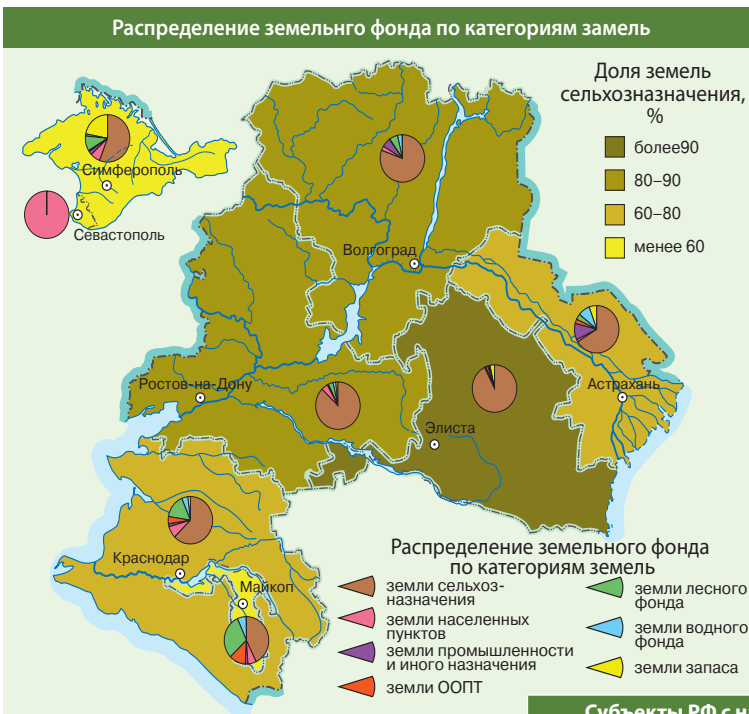 Распределение земельнго фонда по категориям замель
Доля земель
сельхозназначения,
%
более90
80–90
60–80
менее 60
Симферополь
Севастополь
Волгоград
Ростов-на-Дону
Астрахань
Элиста
Краснодар
Майкоп
Распределение земельного фонда
по категориям земель
земли сельхоз-
назначения
земли населенных
пунктов
земли промышленности
и иного назначения
земли ООПТ
земли лесного
фонда
земли водного
фонда
земли запаса
Субъекты РФ с н